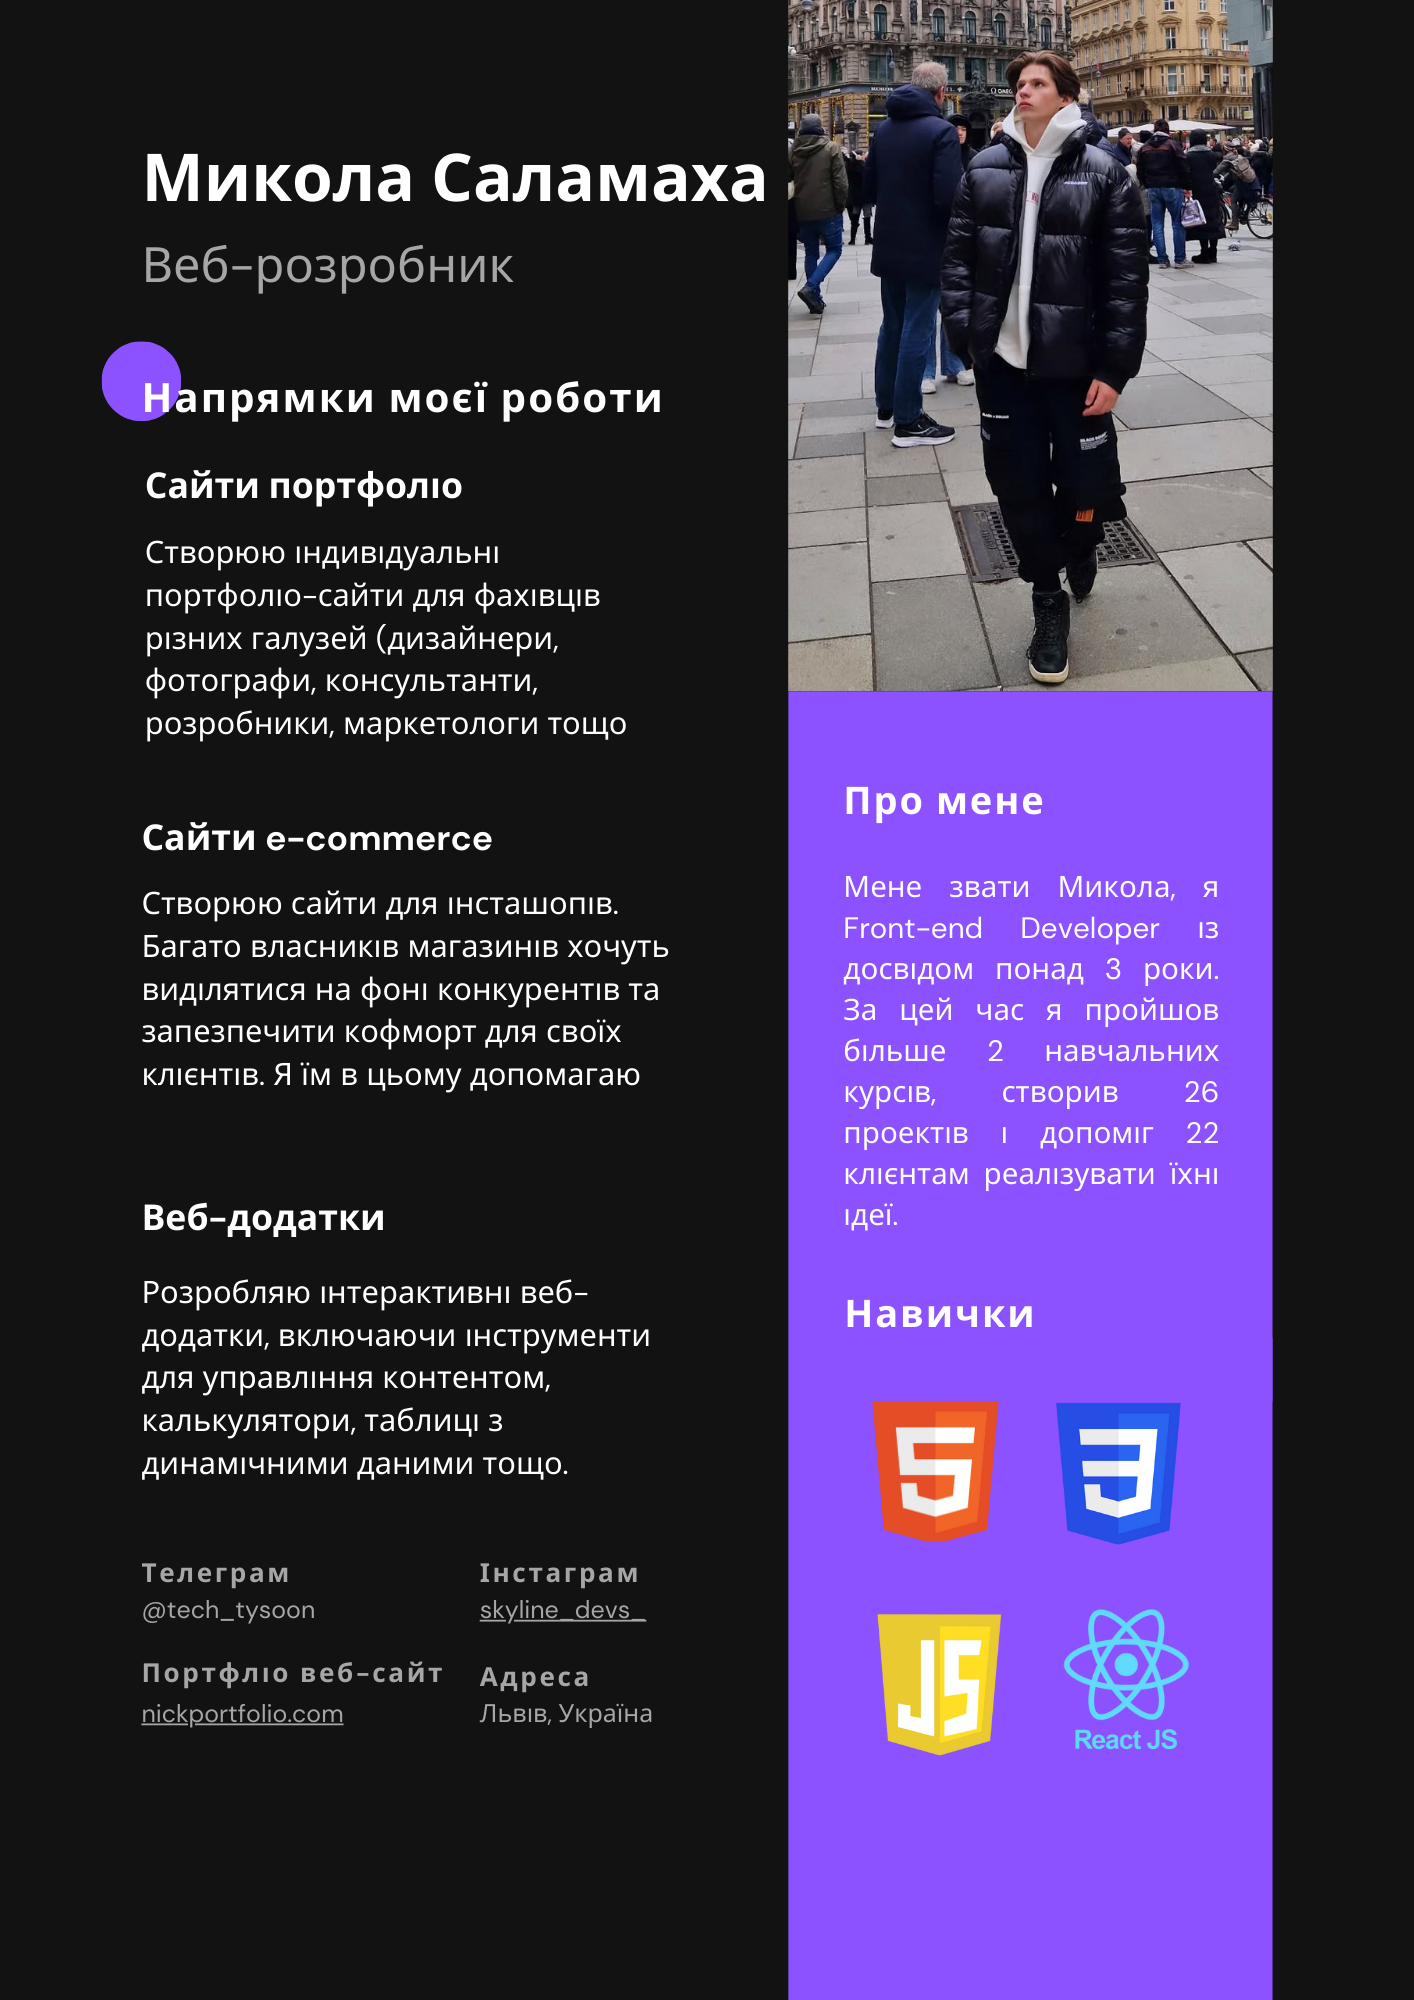 Микола Саламаха
Веб-розробник
Напрямки моєї роботи
Сайти портфоліо
Створюю індивідуальні
портфоліо-сайти для фахівців
різних галузей (дизайнери,
фотографи, консультанти,
розробники, маркетологи тощо
Сайти e-commerce
Створюю сайти для інсташопів.
Багато власників магазинів хочуть
виділятися на фоні конкурентів та
запезпечити кофморт для своїх
клієнтів. Я їм в цьому допомагаю
Веб-додатки
Розробляю інтерактивні веб-
додатки, включаючи інструменти
для управління контентом,
калькулятори, таблиці з
динамічними даними тощо.
Телеграм
@tech_tysoon
Інстаграм
skyline_devs_
Портфліо веб-сайт
nickportfolio.com
Адреса
Львів, Україна
Про мене
Мене звати Микола, я
Front-end Developer із
досвідом понад 3 роки.
За цей час я пройшов
більше 2 навчальних
курсів, створив 26
проектів і допоміг 22
клієнтам реалізувати їхні
ідеї.
Навички
5
3
JS
React JS